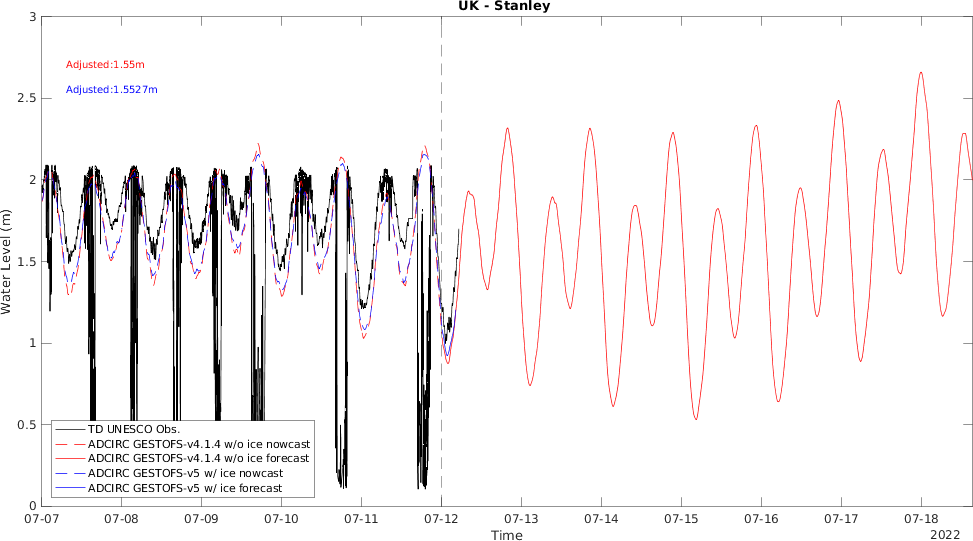 UK - Stanley
3
2.5
2
1.5
1
0.5
0
Water Level (m)
Adjusted:1.55m
Adjusted:1.5527m
TD UNESCO Obs.
ADCIRC GESTOFS-v4.1.4 w/o ice nowcast
ADCIRC GESTOFS-v4.1.4 w/o ice forecast
ADCIRC GESTOFS-v5 w/ ice nowcast
ADCIRC GESTOFS-v5 w/ ice forecast
07-07 07-08 07-09 07-10 07-11 07-12 07-13 07-14 07-15 07-16 07-17 07-18
Time
2022